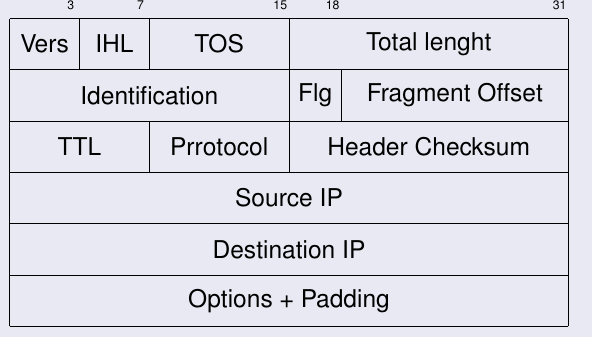 3 7 15 18 31
Vers IHL TOS Total lenght
Identification Flg Fragment Offset
TTL Prrotocol Header Checksum
Source IP
Destination IP
Options + Padding